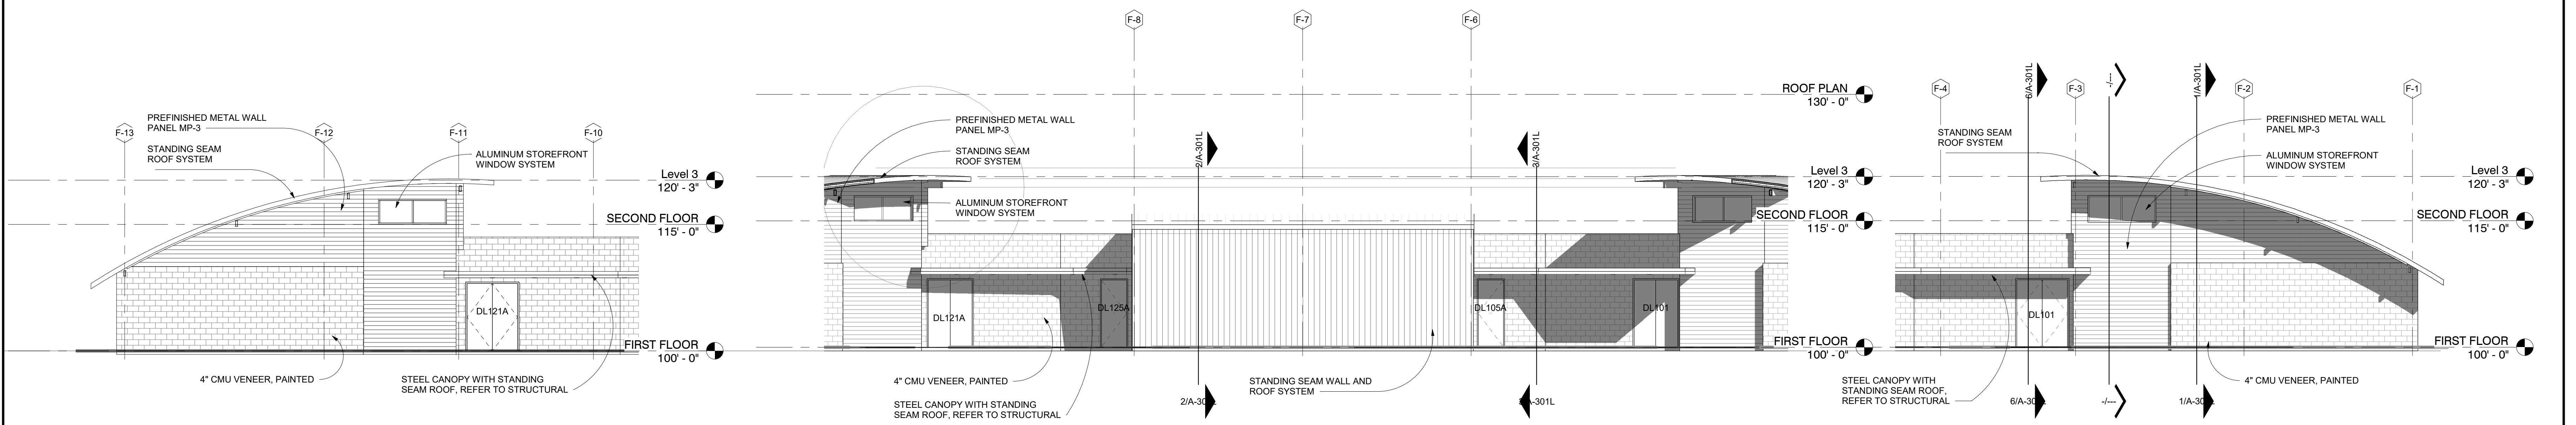 F-13
F-12
F-11
F-10
PREFINISHED METAL WALL
PANEL MP-3
STANDING SEAM
ROOF SYSTEM
ALUMINUM STOREFRONT
WINDOW SYSTEM
Level 3
120' - 3"
SECOND FLOOR
115' - 0"
DL121A
FIRST FLOOR
100' - 0"
4" CMU VENEER, PAINTED
STEEL CANOPY WITH STANDING
SEAM ROOF, REFER TO STRUCTURAL
F-8
F-7
F-6
ROOF PLAN
130' - 0"
PREFINISHED METAL WALL
PANEL MP-3
STANDING SEAM
ROOF SYSTEM
ALUMINUM STOREFRONT
WINDOW SYSTEM
2/A-301L
3/A-301L
Level 3
120' - 3"
SECOND FLOOR
115' - 0"
DL121A
DL125A
DL105A
DL101
FIRST FLOOR
100' - 0"
4" CMU VENEER, PAINTED
STEEL CANOPY WITH STANDING
SEAM ROOF, REFER TO STRUCTURAL
STANDING SEAM WALL AND
ROOF SYSTEM
2/A-301L
A-301L
F-4
F-3
F-2
F-1
6/A-301L
-/---
1/A-301L
STANDING SEAM
ROOF SYSTEM
PREFINISHED METAL WALL
PANEL MP-3
ALUMINUM STOREFRONT
WINDOW SYSTEM
Level 3
120' - 3"
SECOND FLOOR
115' - 0"
DL101
FIRST FLOOR
100' - 0"
STEEL CANOPY WITH
STANDING SEAM ROOF,
REFER TO STRUCTURAL
4" CMU VENEER, PAINTED
6/A-301L
-/---
1/A-301L